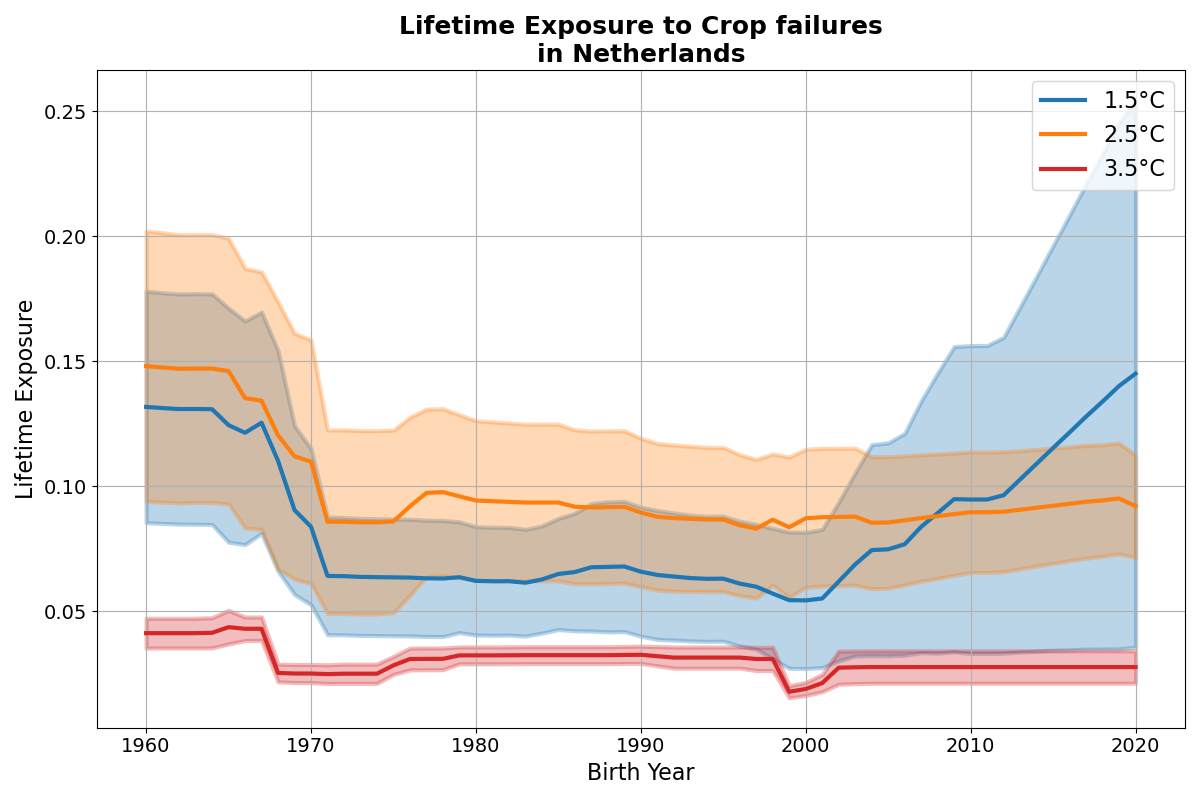 Lifetime Exposure to Crop failures
in Netherlands
1.5°C
2.5°C
3.5°C
0.25
0.20
0.15
0.10
0.05
Lifetime Exposure
1960
1970
1980
1990
2000
2010
2020
Birth Year